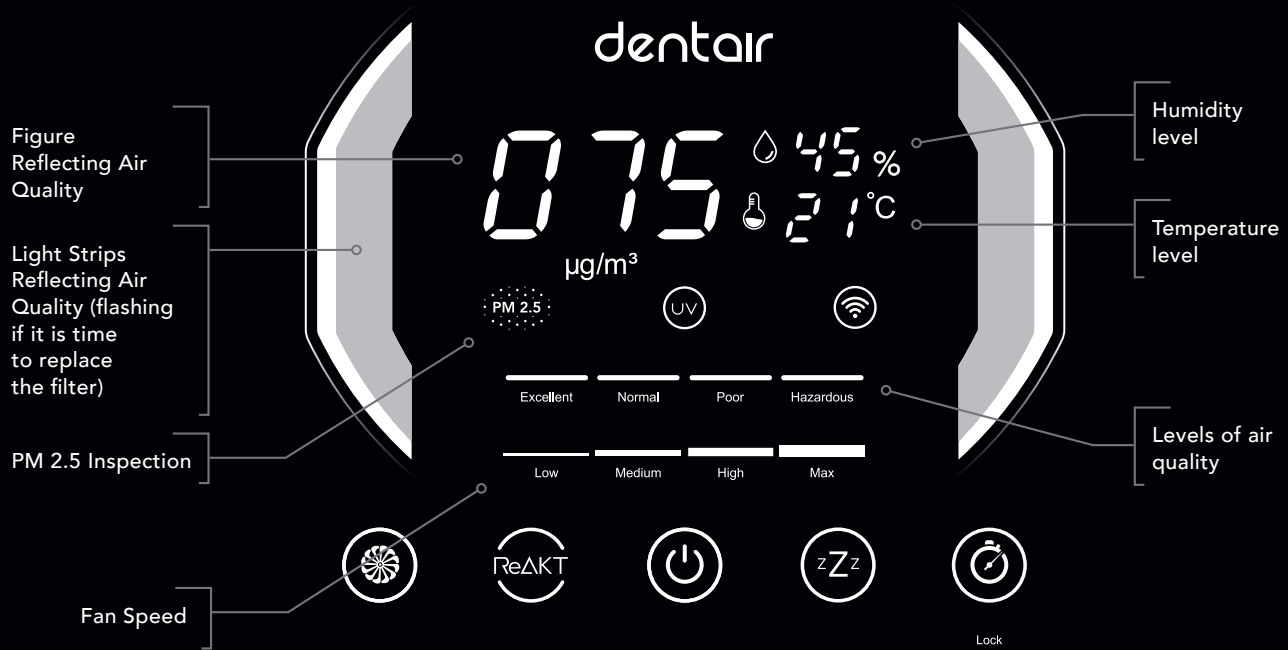 dentair
Figure
Reflecting Air
Quality
075
45 %
21 °C
µg/m³
Humidity
level
Temperature
level
Light Strips
Reflecting Air
Quality (flashing
if it is time
to replace
the filter)
PM 2.5
UV
Excellent Normal Poor Hazardous
Levels of air
quality
PM 2.5 Inspection
Low Medium High Max
ReAKT
zZz
Fan Speed
Lock